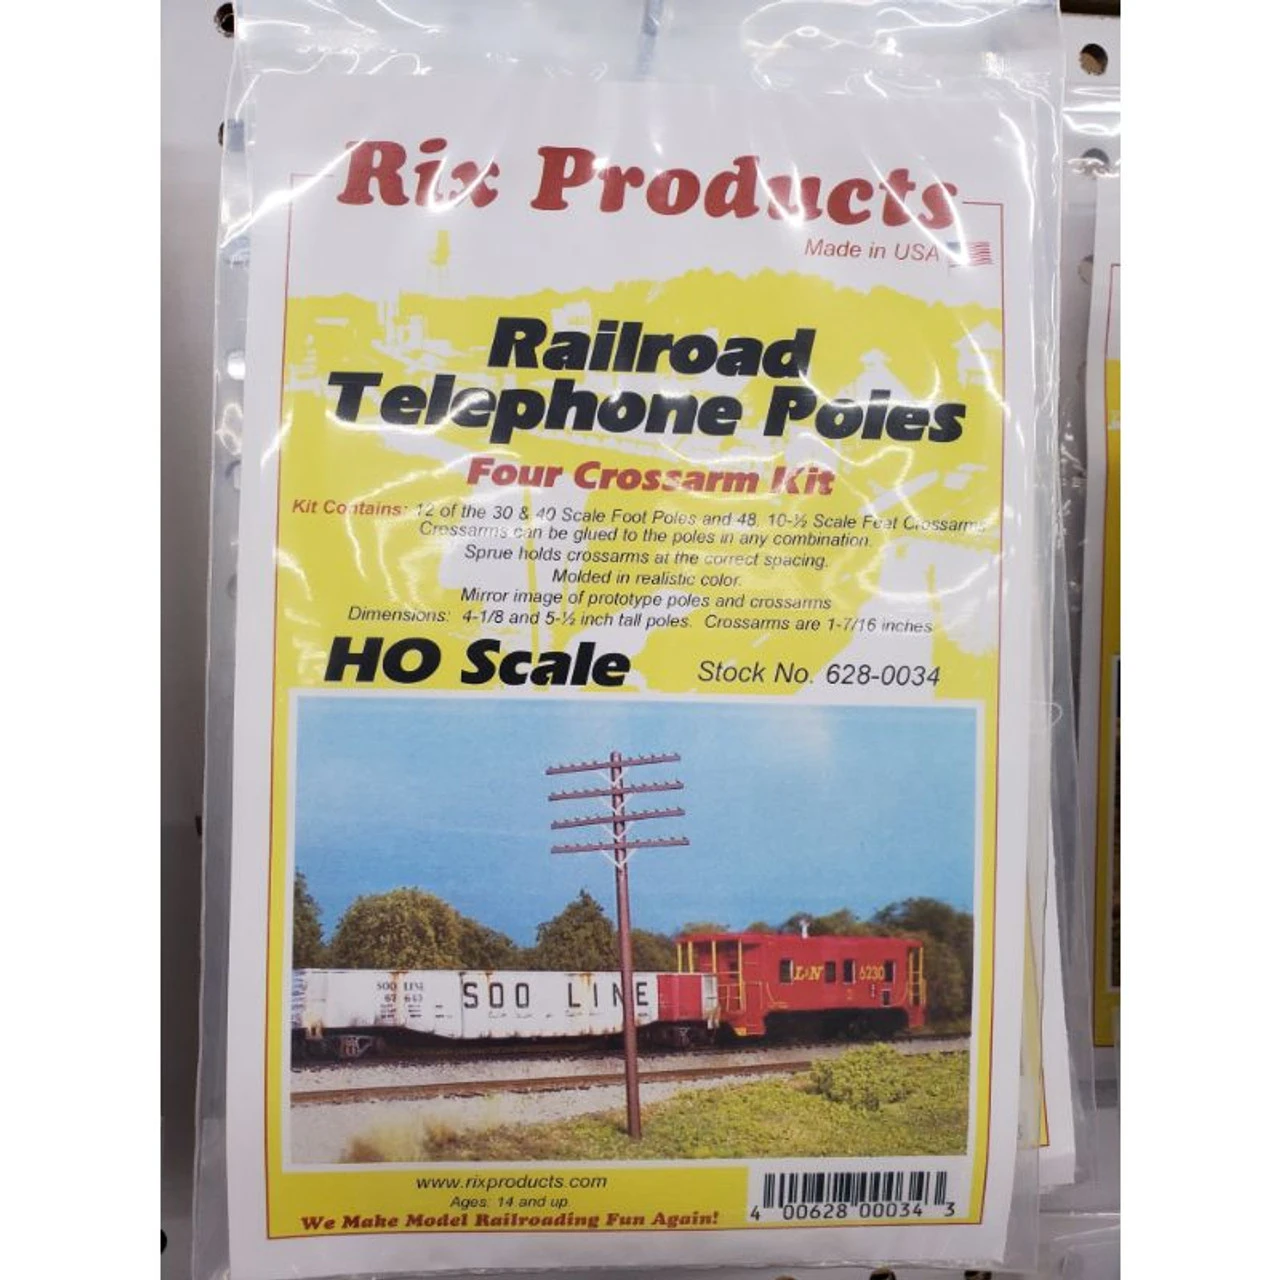 Rix Products
Made in USA
Railroad
Telephone Poles
Four Crossarm Kit
Kit Contains: 12 of the 30 & 40 Scale Foot Poles and 48, 10-½ Scale Feet Crossarms
Crossarms can be glued to the poles in any combination.
Sprue holds crossarms at the correct spacing.
Molded in realistic color.
Mirror image of prototype poles and crossarms
Dimensions: 4-1/8 and 5-½ inch tall poles. Crossarms are 1-7/16 inches
HO Scale
Stock No. 628-0034
SOO LINE
SOO LINE
L&N 6230
www.rixproducts.com
Ages: 14 and up
We Make Model Railroading Fun Again!
4 00628 00034 3